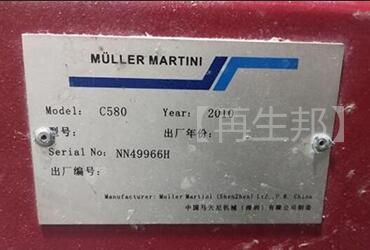 MÜLLER MARTINI
Model: C580 Year: 2010
型号: 出厂年份:
Serial No: NN49966H
出厂编号:
Manufacturer: Muller Martini (ShenZhen) Ltd., P.R. China
中国马天尼机械（深圳）有限公司制造
【再生邦】